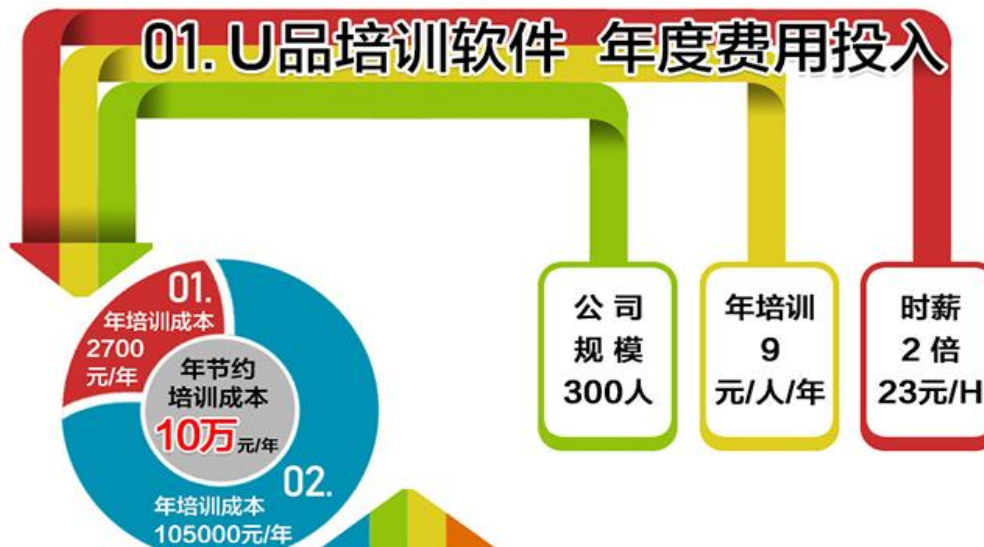 01. U品培训软件 年度费用投入
01.
年培训成本
2700
元/年
年节约
培训成本
10万元/年
02.
年培训成本
105000元/年
公司
规模
300人
年培训
9
元/人/年
时薪
2倍
23元/H